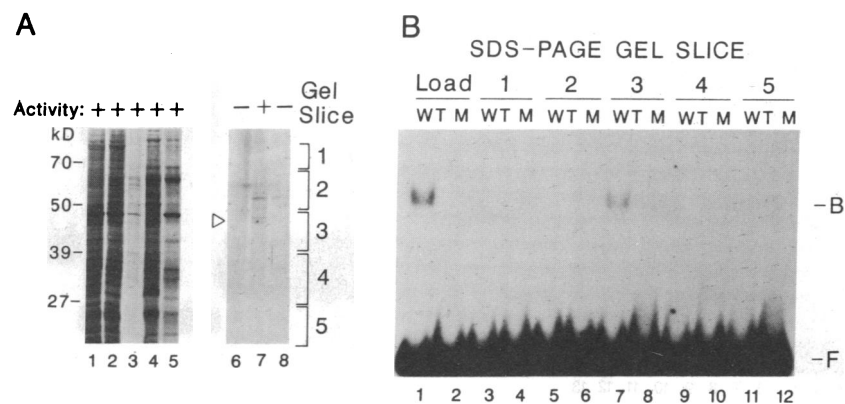 A
Activity: + + + + +
kD
70-
50-
39-
27-
1 2 3 4 5
- + - Gel Slice
1
2
3
4
5
6 7 8
B
SDS-PAGE GEL SLICE
Load 1 2 3 4 5
WT M WT M WT M WT M WT M WT M
-B
-F
1 2 3 4 5 6 7 8 9 10 11 12